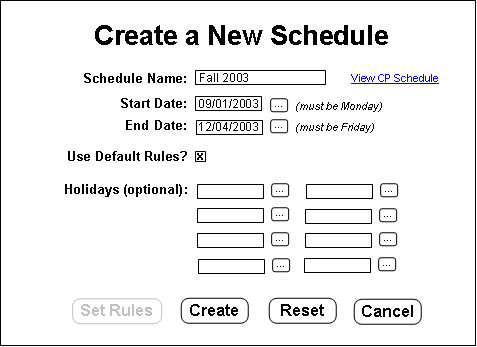 Create a New Schedule
Schedule Name: Fall 2003 View CP Schedule
Start Date: 09/01/2003 ... (must be Monday)
End Date: 12/04/2003 ... (must be Friday)
Use Default Rules? X
Holidays (optional): ... ...
... ...
... ...
... ...
Set Rules Create Reset Cancel